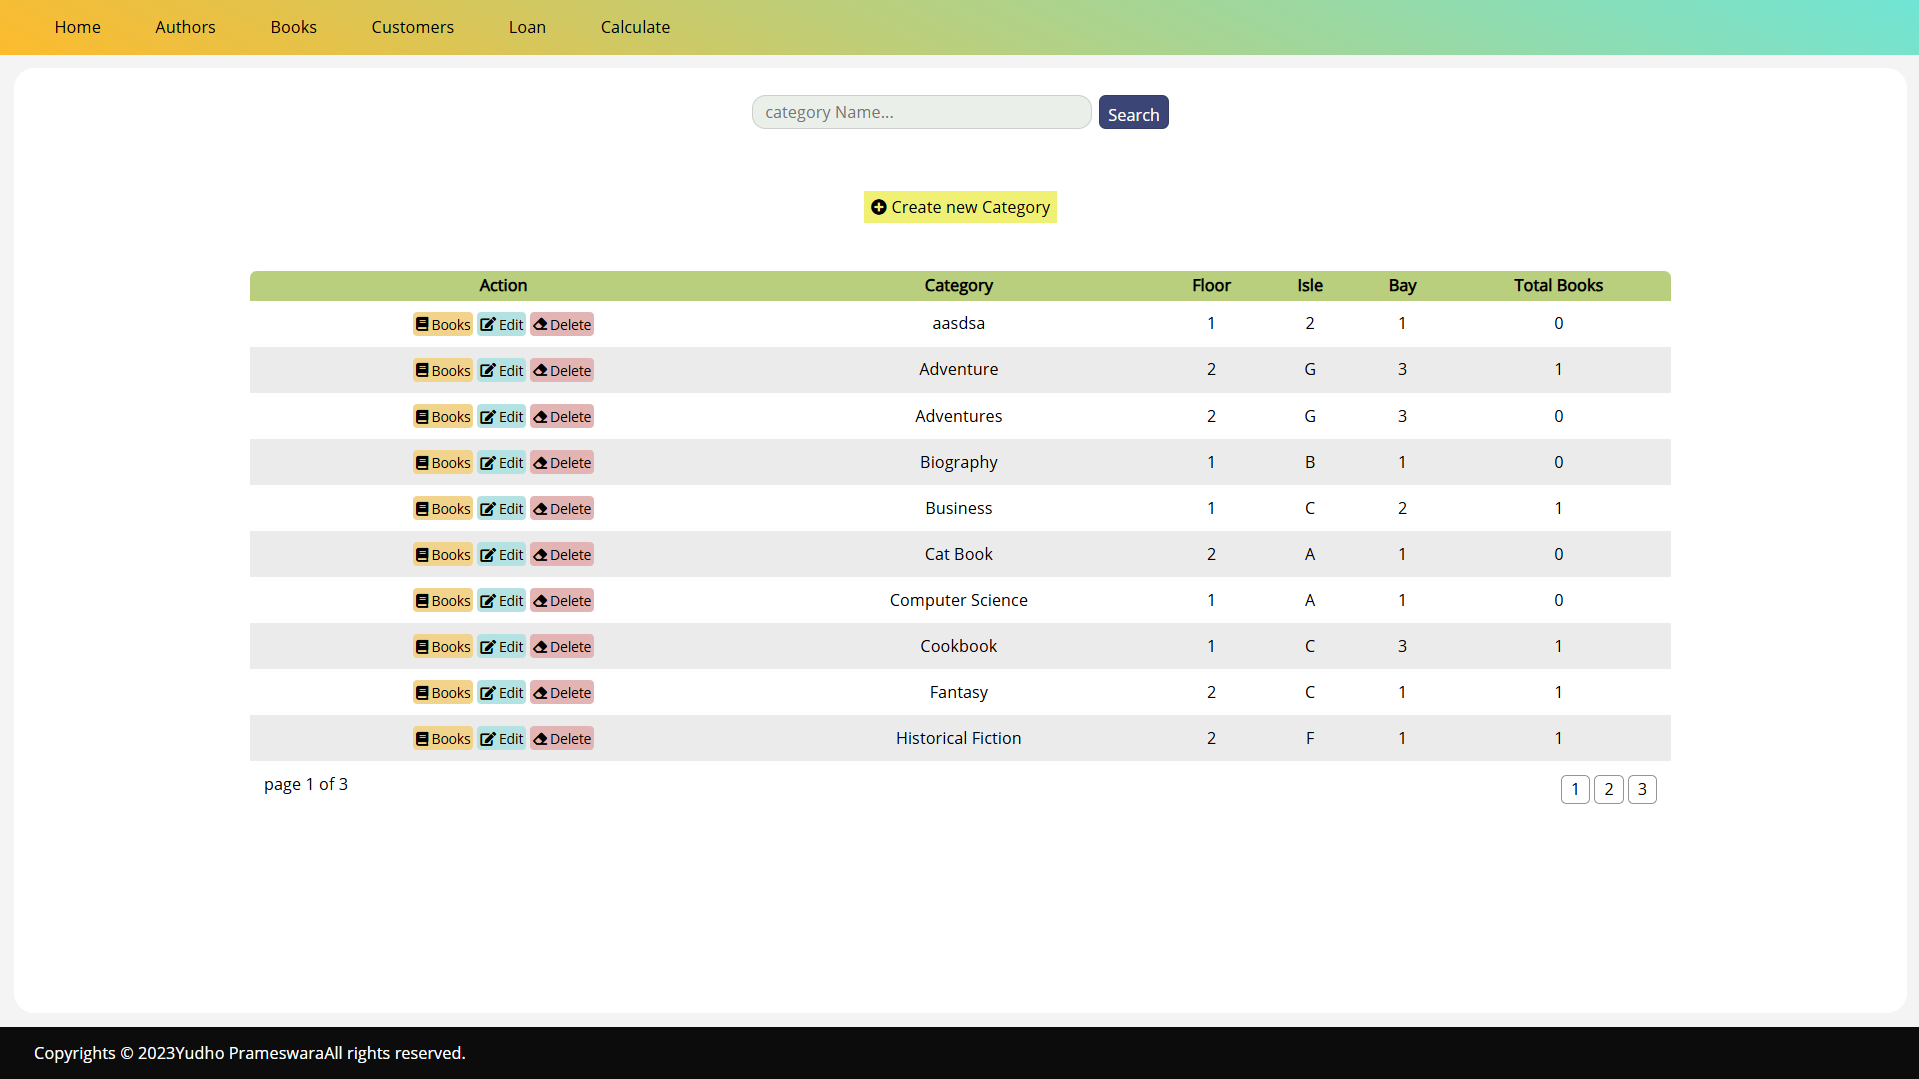 Home Authors Books Customers Loan Calculate
category Name... Search
Create new Category
Action Category Floor Isle Bay Total Books
Books Edit Delete aasdsa 1 2 1 0
Books Edit Delete Adventure 2 G 3 1
Books Edit Delete Adventures 2 G 3 0
Books Edit Delete Biography 1 B 1 0
Books Edit Delete Business 1 C 2 1
Books Edit Delete Cat Book 2 A 1 0
Books Edit Delete Computer Science 1 A 1 0
Books Edit Delete Cookbook 1 C 3 1
Books Edit Delete Fantasy 2 C 1 1
Books Edit Delete Historical Fiction 2 F 1 1
page 1 of 3 1 2 3
Copyrights © 2023Yudho PrameswaraAll rights reserved.